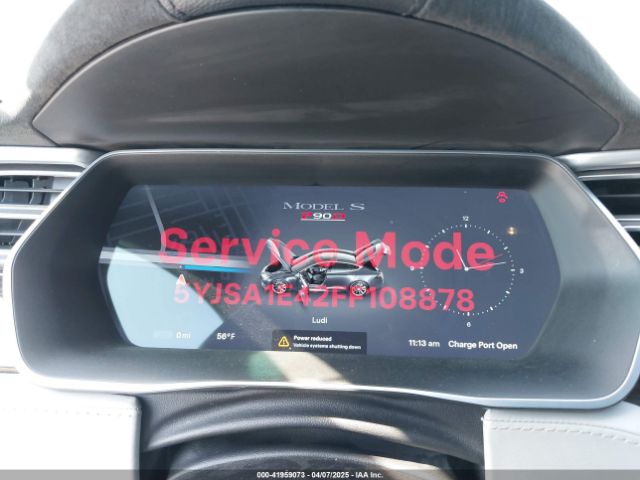 MODEL S
P90D
Service Mode
5YJSA1E42FF108878
Ludi
12
3
6
0 mi
56°F
Power reduced
Vehicle systems shutting down
11:13 am
Charge Port Open
000-41959073 - 04/07/2025 - IAA Inc.